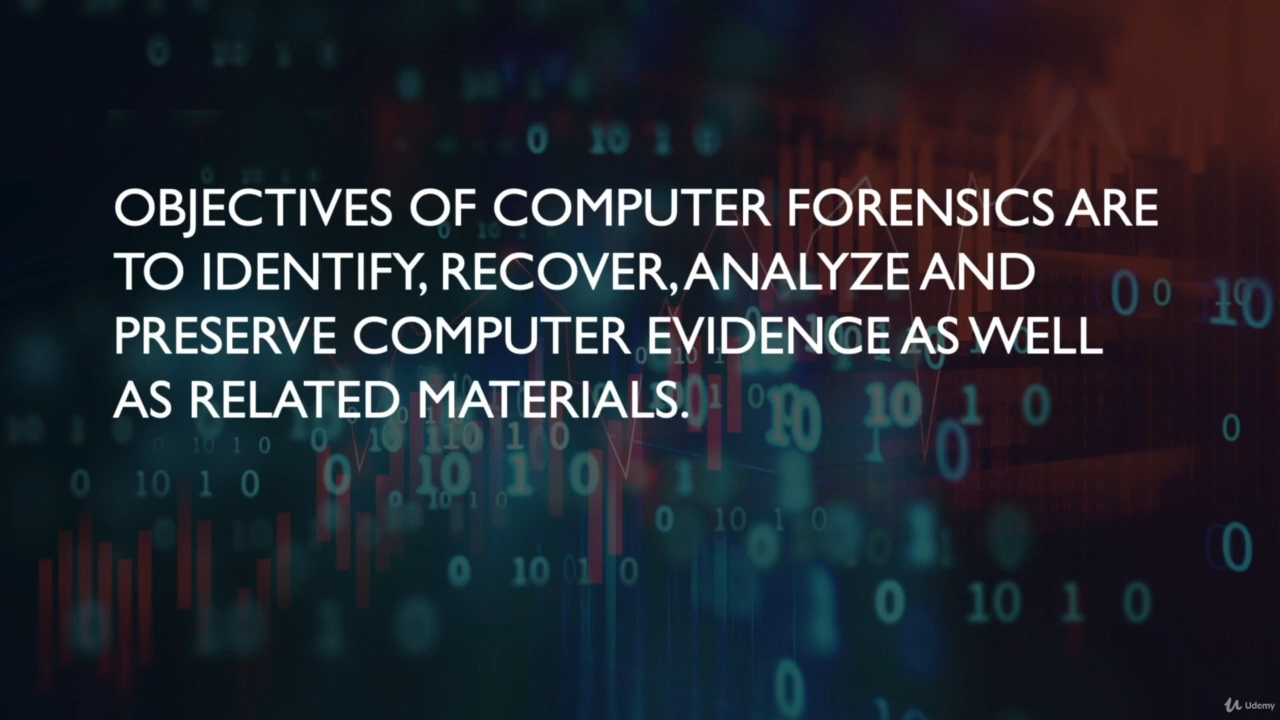 OBJECTIVES OF COMPUTER FORENSICS ARE
TO IDENTIFY, RECOVER, ANALYZE AND
PRESERVE COMPUTER EVIDENCE AS WELL
AS RELATED MATERIALS.
Udemy